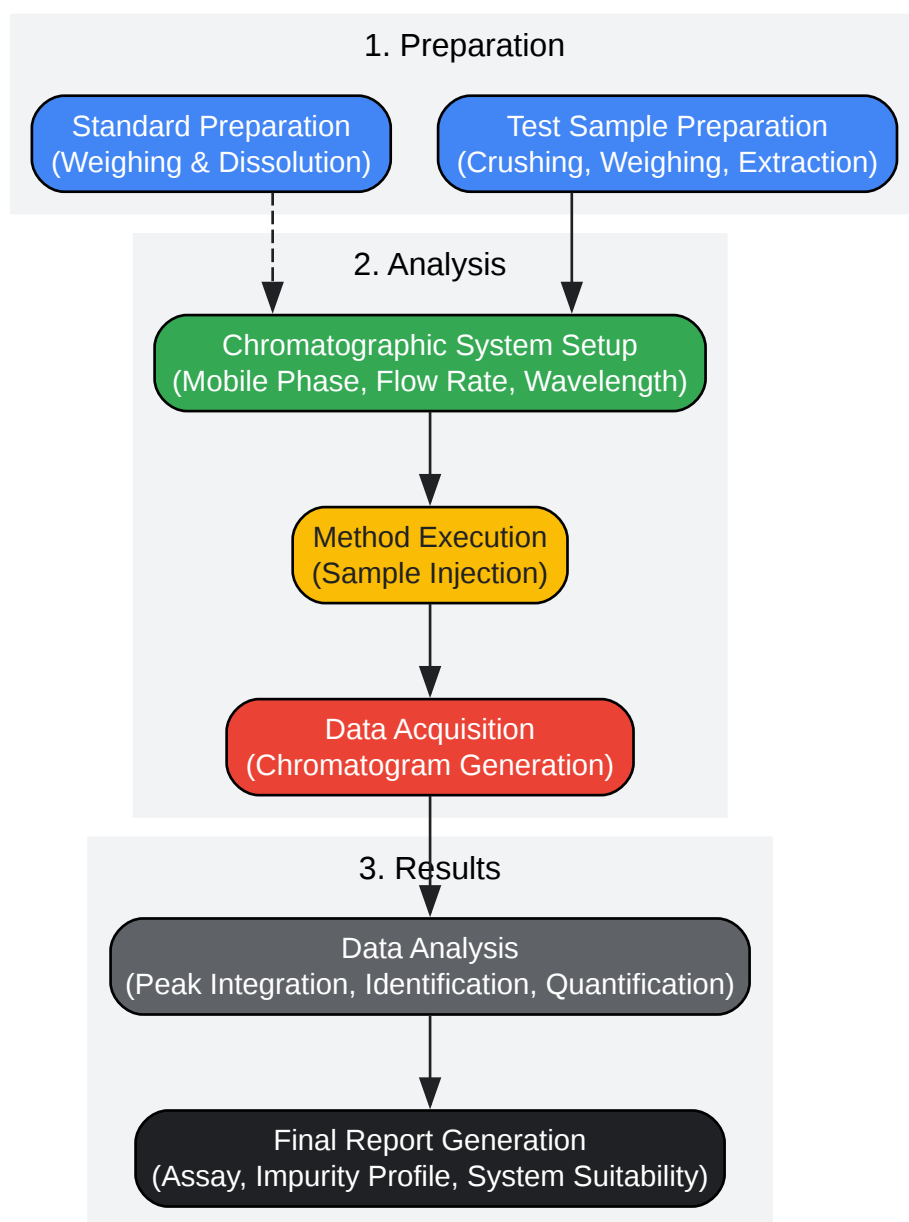 1. Preparation
Standard Preparation
(Weighing & Dissolution)
Test Sample Preparation
(Crushing, Weighing, Extraction)
2. Analysis
Chromatographic System Setup
(Mobile Phase, Flow Rate, Wavelength)
Method Execution
(Sample Injection)
Data Acquisition
(Chromatogram Generation)
3. Results
Data Analysis
(Peak Integration, Identification, Quantification)
Final Report Generation
(Assay, Impurity Profile, System Suitability)